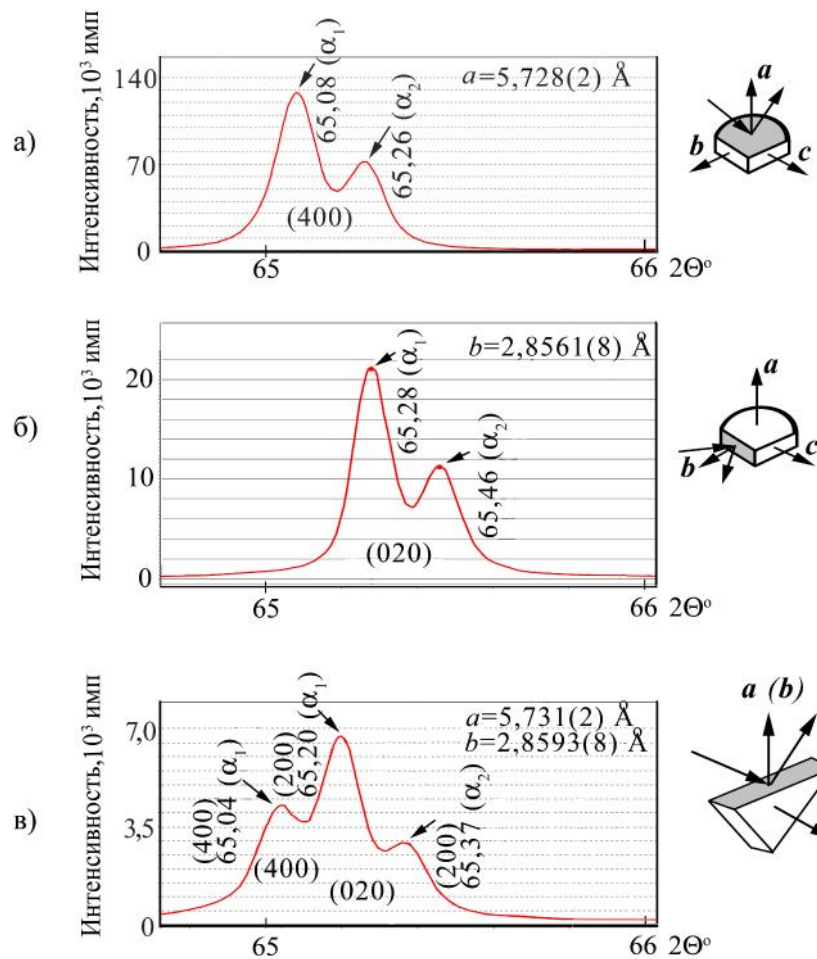 а)
Интенсивность,10³ имп
140
70
0
65,08 (α₁)
65,26 (α₂)
a=5,728(2) Å
(400)
65
66
2Θº
a
b
c
б)
Интенсивность,10³ имп
20
10
0
65,28 (α₁)
65,46 (α₂)
b=2,8561(8) Å
(020)
65
66
2Θº
a
b
c
в)
Интенсивность,10³ имп
7,0
3,5
0
(400)
65,04 (α₁)
(200)
65,20 (α₁)
(200)
65,37 (α₂)
a=5,731(2) Å
b=2,8593(8) Å
(400)
(020)
65
66
2Θº
a (b)